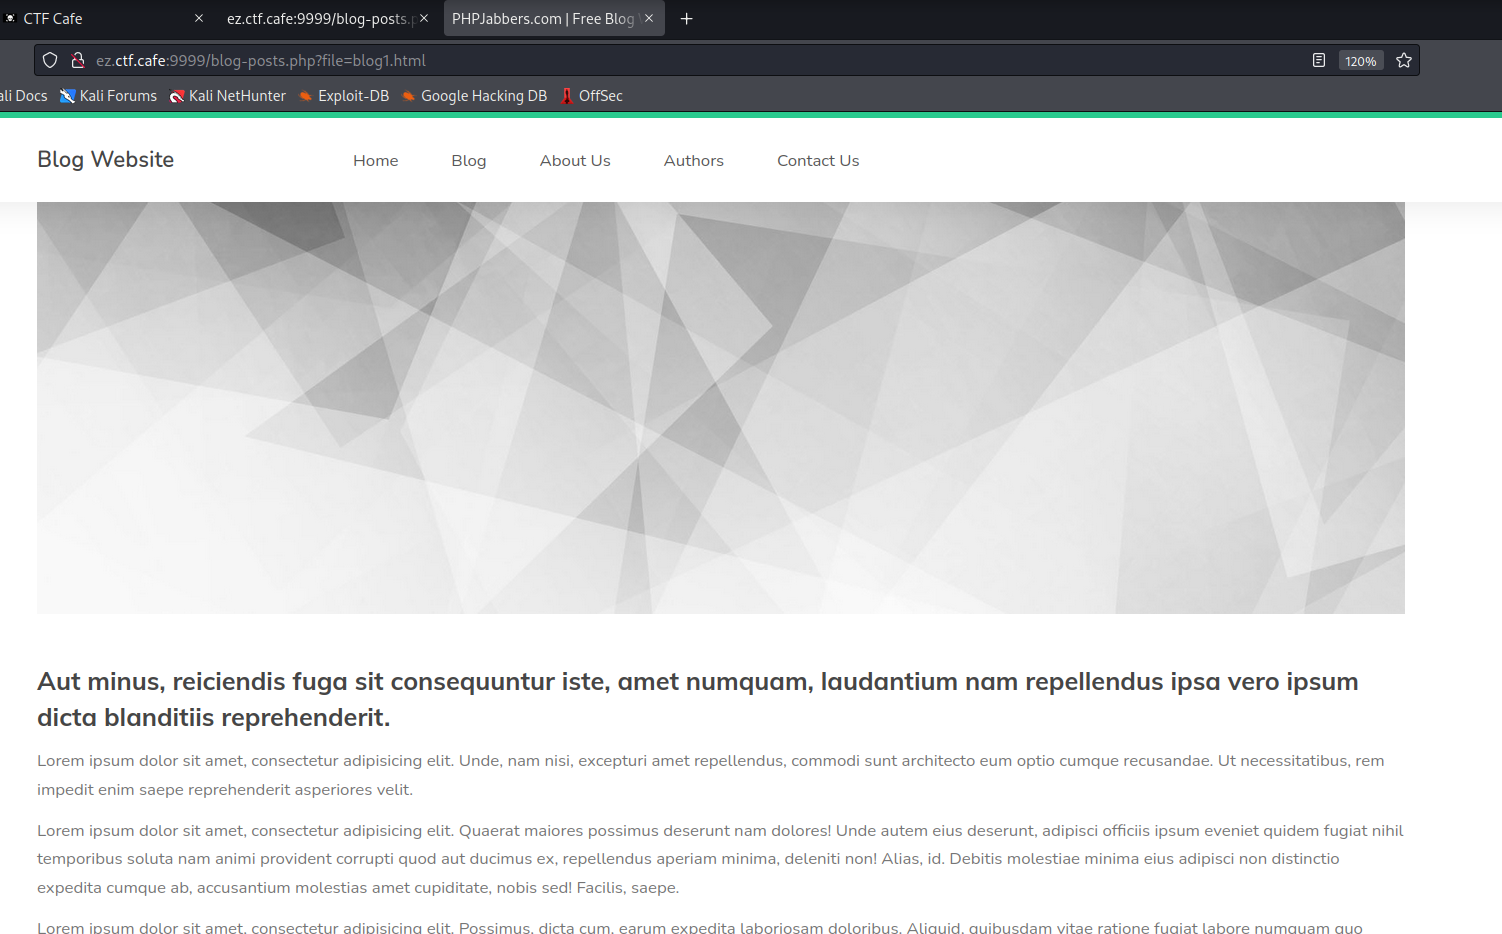 CTF Cafe
ez.ctf.cafe:9999/blog-posts.p
PHPJabbers.com | Free Blog
ez.ctf.cafe:9999/blog-posts.php?file=blog1.html
120%
ali Docs
Kali Forums
Kali NetHunter
Exploit-DB
Google Hacking DB
OffSec
Blog Website
Home
Blog
About Us
Authors
Contact Us
Aut minus, reiciendis fuga sit consequuntur iste, amet numquam, laudantium nam repellendus ipsa vero ipsum
dicta blanditiis reprehenderit.
Lorem ipsum dolor sit amet, consectetur adipisicing elit. Unde, nam nisi, excepturi amet repellendus, commodi sunt architecto eum optio cumque recusandae. Ut necessitatibus, rem
impedit enim saepe reprehenderit asperiores velit.
Lorem ipsum dolor sit amet, consectetur adipisicing elit. Quaerat maiores possimus deserunt nam dolores! Unde autem eius deserunt, adipisci officiis ipsum eveniet quidem fugiat nihil
temporibus soluta nam animi provident corrupti quod aut ducimus ex, repellendus aperiam minima, deleniti non! Alias, id. Debitis molestiae minima eius adipisci non distinctio
expedita cumque ab, accusantium molestias amet cupiditate, nobis sed! Facilis, saepe.
Lorem ipsum dolor sit amet, consectetur adipisicing elit. Possimus, dicta cum, earum expedita laboriosam doloribus. Aliquid, quibusdam vitae ratione fugiat labore numquam quo